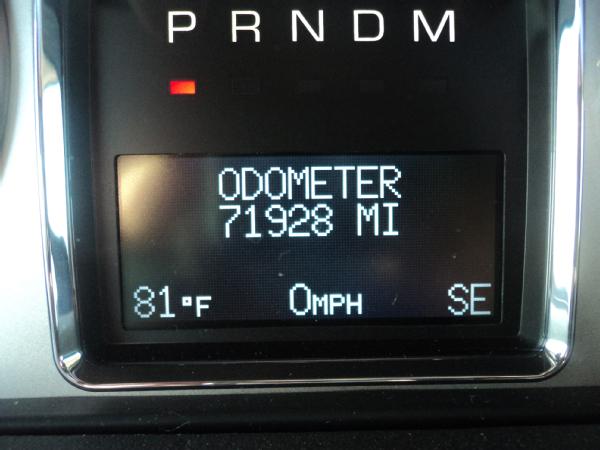 P R N D M
ODOMETER
71928 MI
81°F 0MPH SE